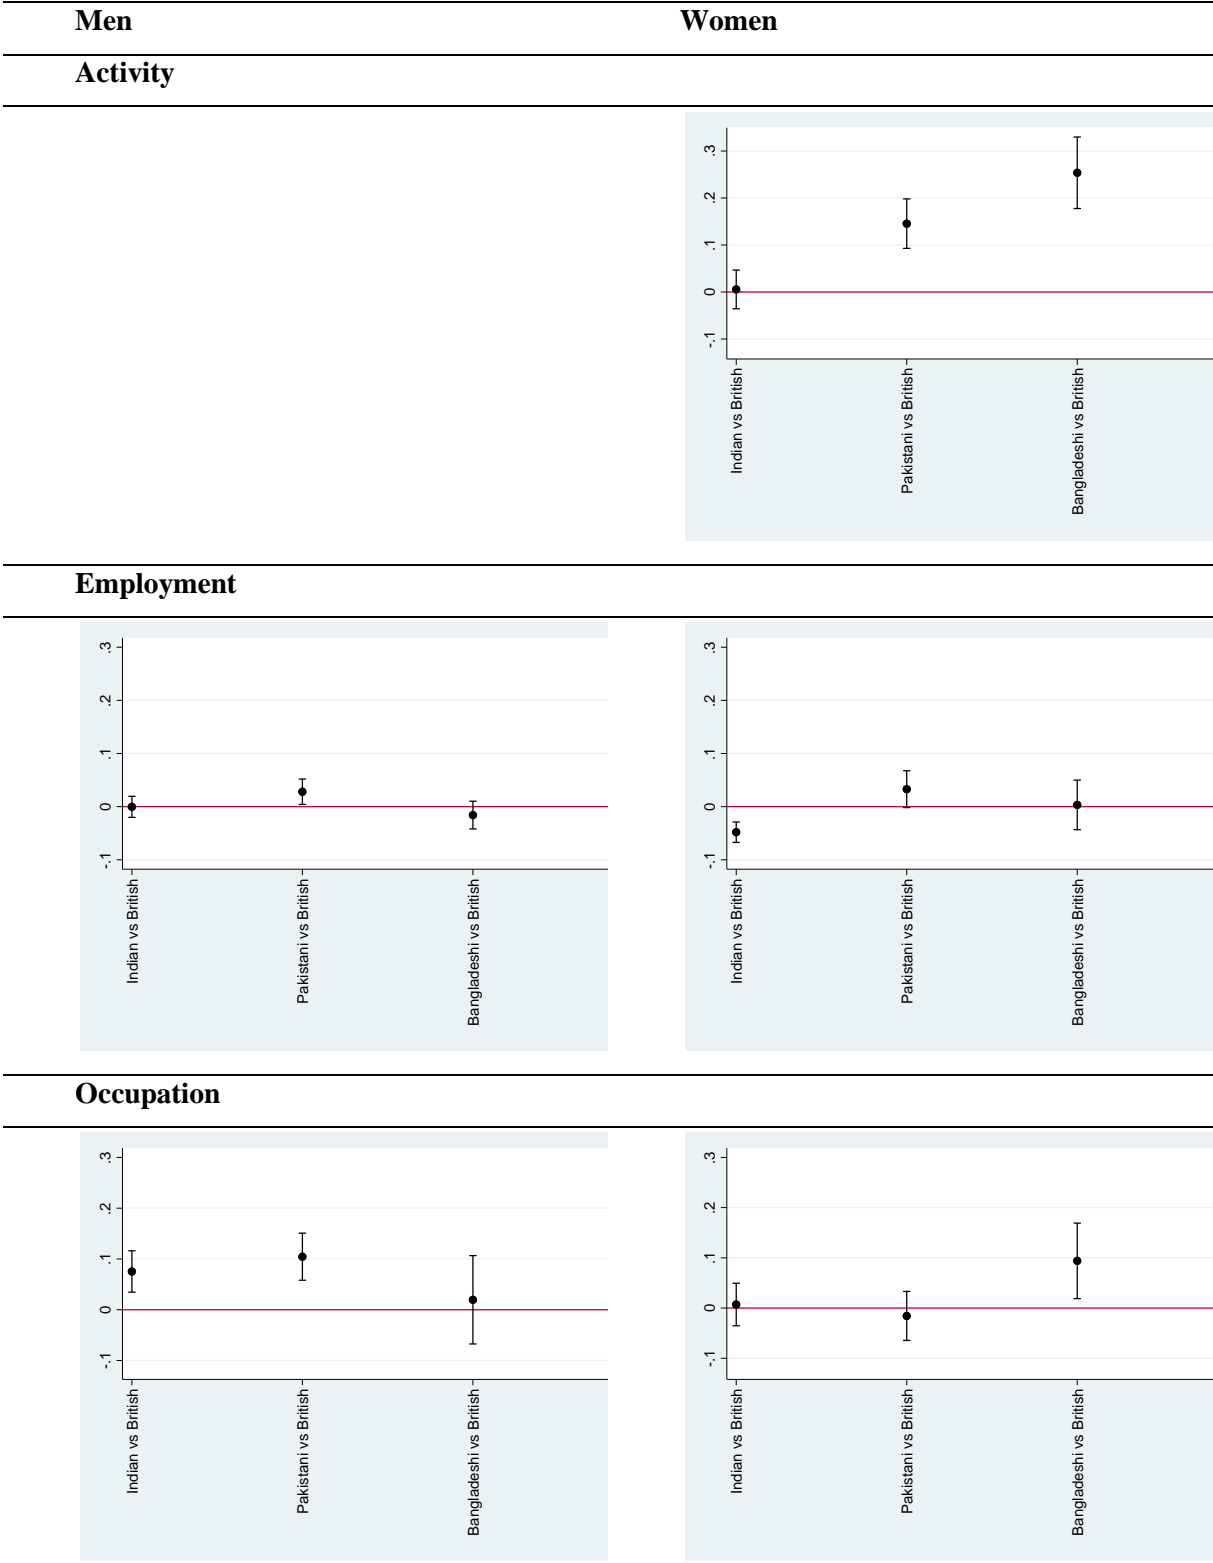 Men Women
Activity
.3
.2
.1
0
-.1
Indian vs British
Pakistani vs British
Bangladeshi vs British
Employment
.3
.2
.1
0
-.1
Indian vs British
Pakistani vs British
Bangladeshi vs British
.3
.2
.1
0
-.1
Indian vs British
Pakistani vs British
Bangladeshi vs British
Occupation
.3
.2
.1
0
-.1
Indian vs British
Pakistani vs British
Bangladeshi vs British
.3
.2
.1
0
-.1
Indian vs British
Pakistani vs British
Bangladeshi vs British